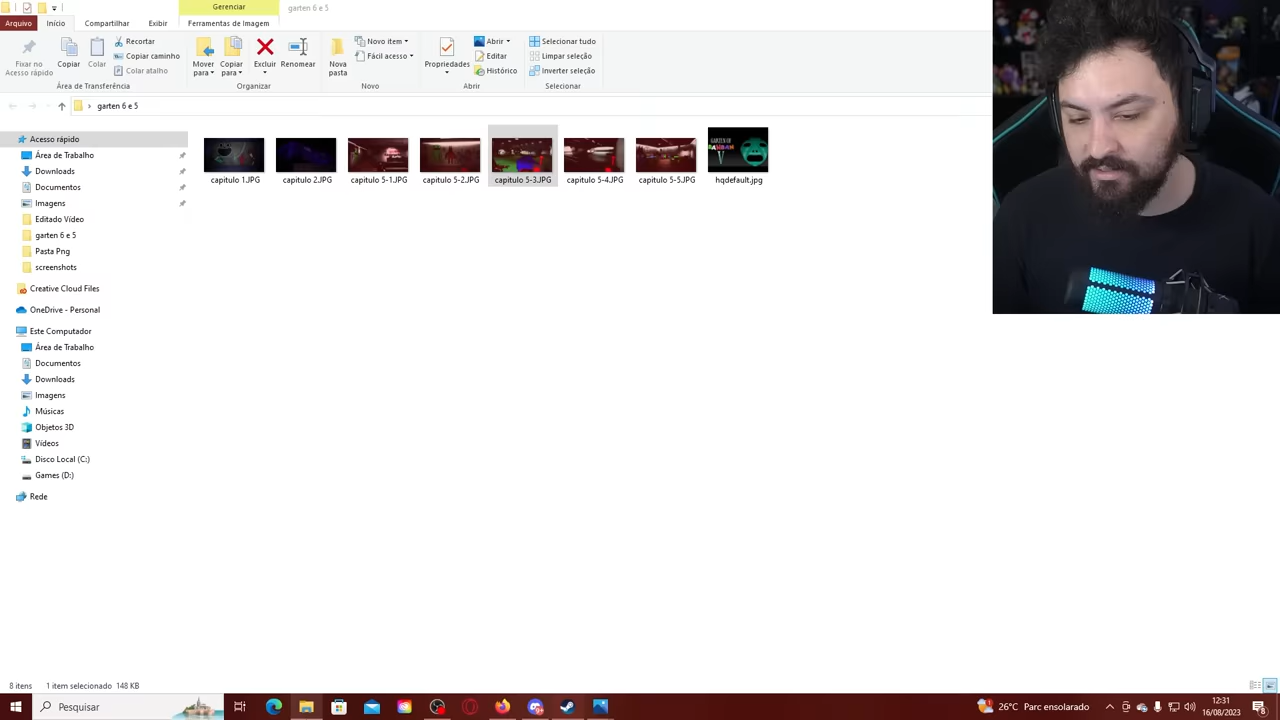 Gerenciar
garten 6 e 5
Arquivo Início Compartilhar Exibir Ferramentas de Imagem
Fixar no Acesso rápido
Copiar
Colar
Recortar
Copiar caminho
Colar atalho
Mover para
Copiar para
Excluir
Renomear
Nova pasta
Novo item
Fácil acesso
Propriedades
Abrir
Editar
Histórico
Selecionar tudo
Limpar seleção
Inverter seleção
Área de Transferência Organizar Novo Abrir Selecionar
garten 6 e 5
Acesso rápido
Área de Trabalho
Downloads
Documentos
Imagens
Editado Vídeo
garten 6 e 5
Pasta Png
screenshots
Creative Cloud Files
OneDrive - Personal
Este Computador
Área de Trabalho
Documentos
Downloads
Imagens
Músicas
Objetos 3D
Vídeos
Disco Local (C:)
Games (D:)
Rede
GARTEN OF
BANBAN
V
capitulo 1.JPG capitulo 2.JPG capitulo 5-1.JPG capitulo 5-2.JPG capitulo 5-3.JPG capitulo 5-4.JPG capitulo 5-5.JPG hqdefault.jpg
8 itens 1 item selecionado 148 KB
Pesquisar
26°C Parc ensolarado
12:31
16/08/2023
8